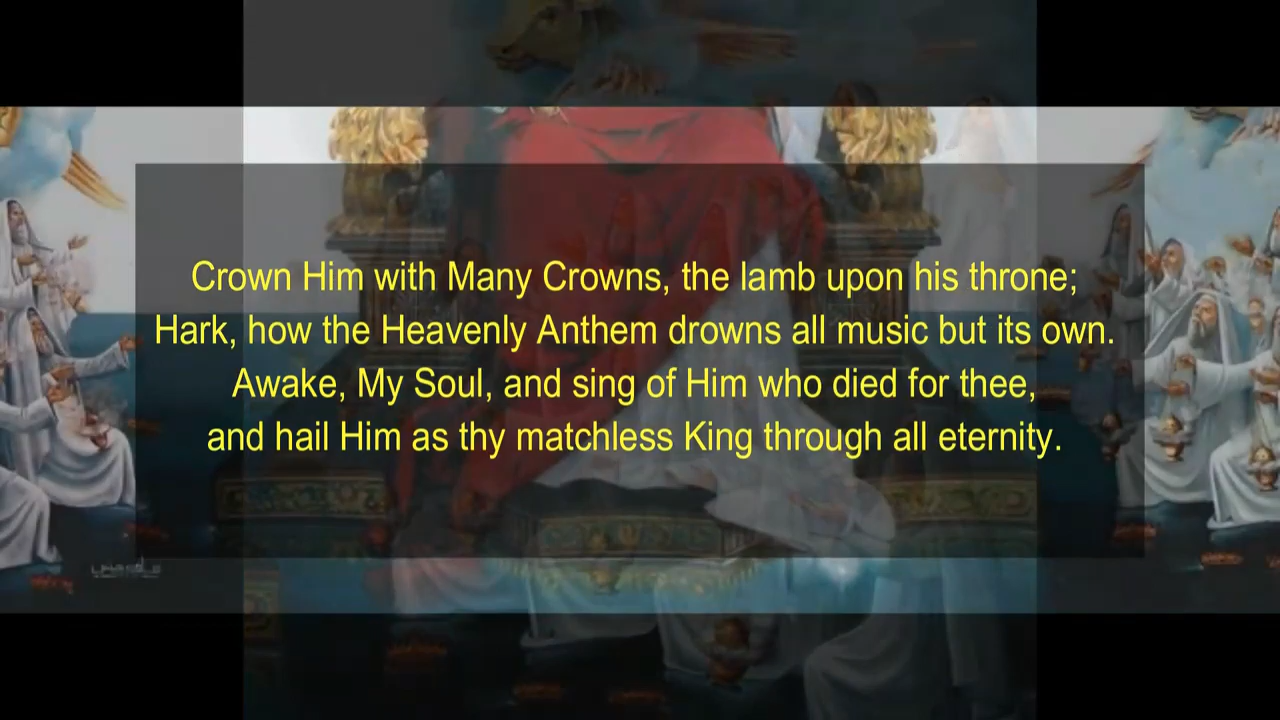 Crown Him with Many Crowns, the lamb upon his throne;
Hark, how the Heavenly Anthem drowns all music but its own.
Awake, My Soul, and sing of Him who died for thee,
and hail Him as thy matchless King through all eternity.